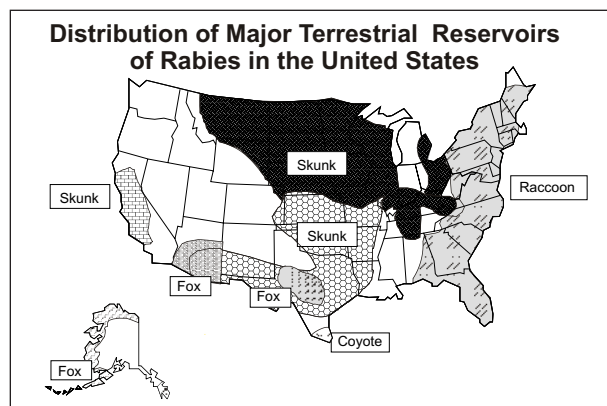 Distribution of Major Terrestrial Reservoirs
of Rabies in the United States
Skunk
Skunk
Raccoon
Skunk
Fox
Fox
Coyote
Fox